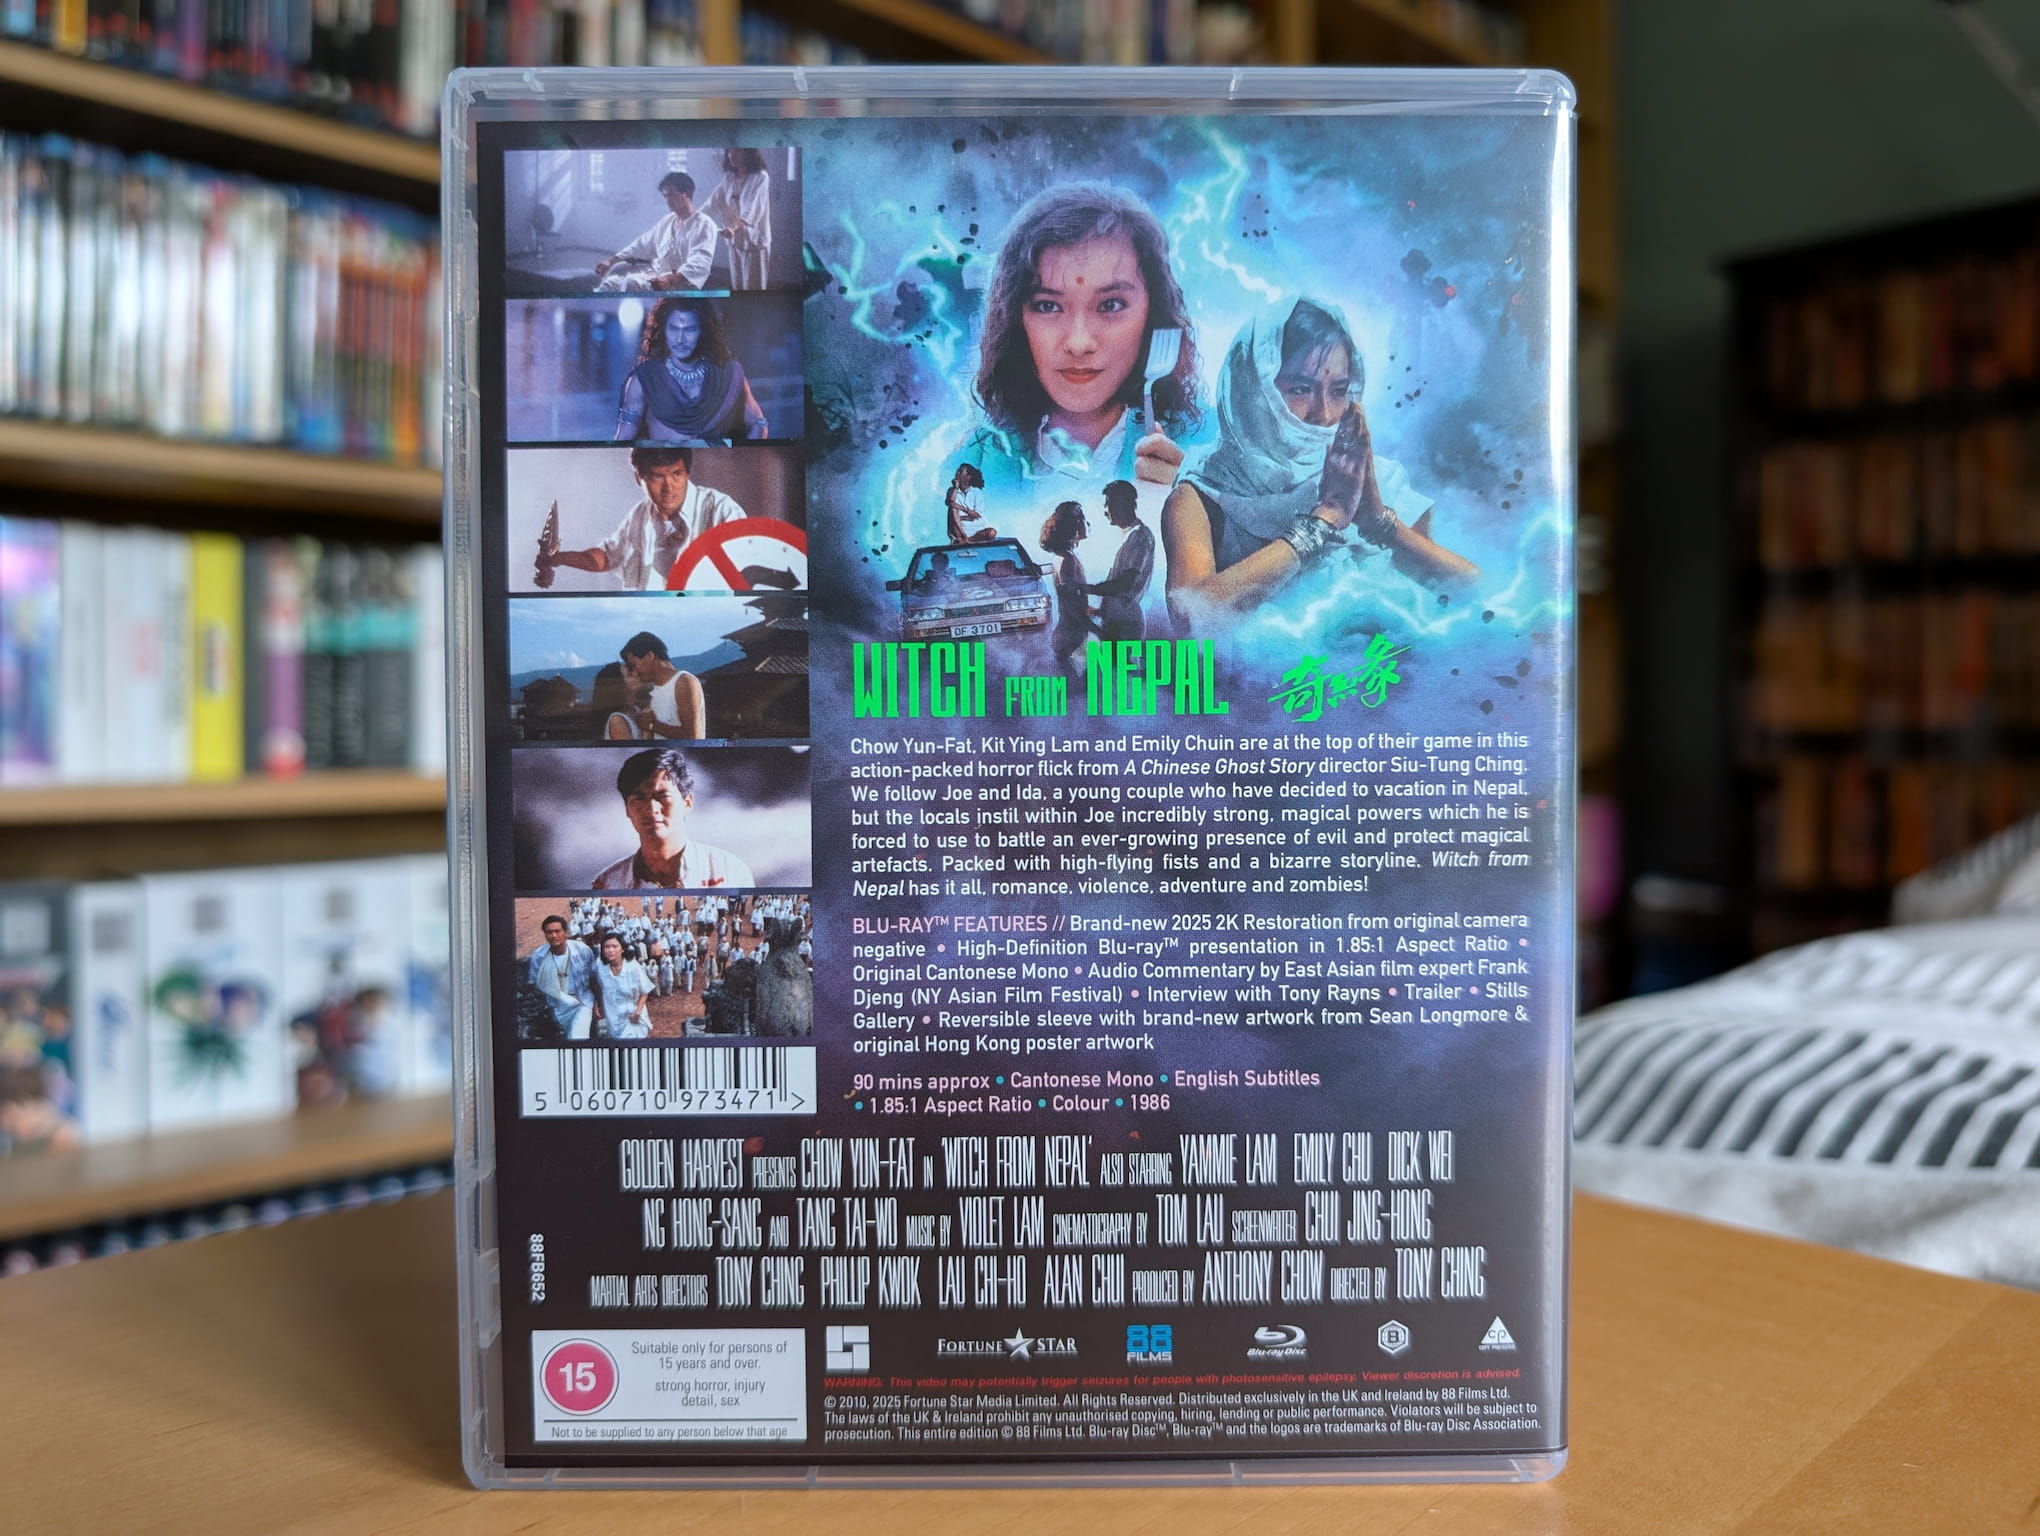 DF 3701
WITCH FROM NEPAL 奇緣
Chow Yun-Fat, Kit Ying Lam and Emily Chuin are at the top of their game in this
action-packed horror flick from A Chinese Ghost Story director Siu-Tung Ching.
We follow Joe and Ida, a young couple who have decided to vacation in Nepal,
but the locals instil within Joe incredibly strong, magical powers which he is
forced to use to battle an ever-growing presence of evil and protect magical
artefacts. Packed with high-flying fists and a bizarre storyline. Witch from
Nepal has it all, romance, violence, adventure and zombies!
BLU-RAY™ FEATURES // Brand-new 2025 2K Restoration from original camera
negative • High-Definition Blu-ray™ presentation in 1.85:1 Aspect Ratio •
Original Cantonese Mono • Audio Commentary by East Asian film expert Frank
Djeng (NY Asian Film Festival) • Interview with Tony Rayns • Trailer • Stills
Gallery • Reversible sleeve with brand-new artwork from Sean Longmore &
original Hong Kong poster artwork
90 mins approx • Cantonese Mono • English Subtitles
• 1.85:1 Aspect Ratio • Colour • 1986
5 060710 973471 >
GOLDEN HARVEST PRESENTS CHOW YUN-FAT IN 'WITCH FROM NEPAL' ALSO STARRING YAMMIE LAM EMILY CHU DICK WEI
NG HONG-SANG AND TANG TAI-WO MUSIC BY VIOLET LAM CINEMATOGRAPHY BY TOM LAU SCREENWRITER CHUI JING-HONG
MARTIAL ARTS DIRECTORS TONY CHING PHILLIP KWOK LAU CHI-HO ALAN CHUI PRODUCED BY ANTHONY CHOW DIRECTED BY TONY CHING
88FB652
15
Suitable only for persons of
15 years and over.
strong horror, injury
detail, sex
Not to be supplied to any person below that age
FORTUNE STAR
88 FILMS
Blu-ray Disc
B
CP
COPY PROTECTED
WARNING: This video may potentially trigger seizures for people with photosensitive epilepsy. Viewer discretion is advised.
© 2010, 2025 Fortune Star Media Limited. All Rights Reserved. Distributed exclusively in the UK and Ireland by 88 Films Ltd.
The laws of the UK & Ireland prohibit any unauthorised copying, hiring, lending or public performance. Violators will be subject to
prosecution. This entire edition © 88 Films Ltd. Blu-ray Disc™, Blu-ray™ and the logos are trademarks of Blu-ray Disc Association.